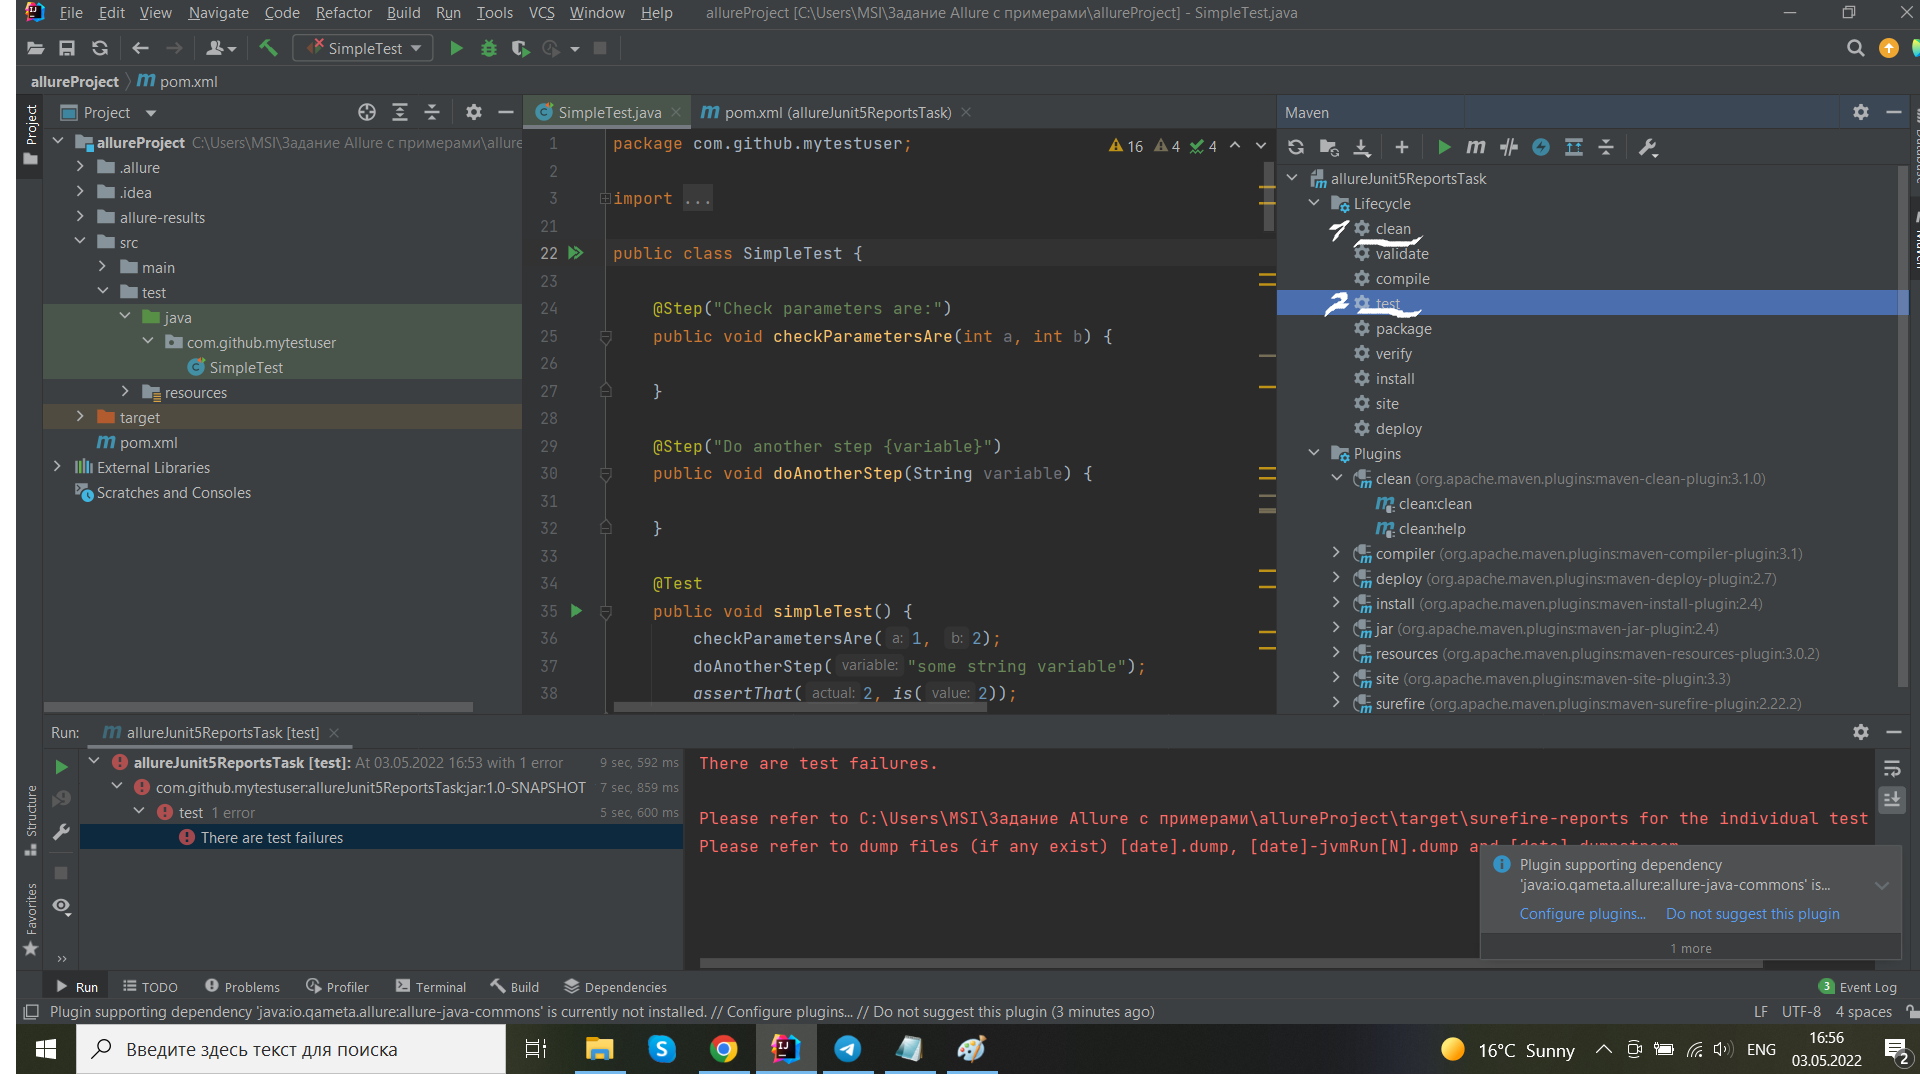 File Edit View Navigate Code Refactor Build Run Tools VCS Window Help allureProject [C:\Users\MSI\Задание Allure с примерами\allureProject] - SimpleTest.java
SimpleTest
allureProject pom.xml
Project
Project
allureProject C:\Users\MSI\Задание Allure с примерами\allure
.allure
.idea
allure-results
src
main
test
java
com.github.mytestuser
SimpleTest
resources
target
pom.xml
External Libraries
Scratches and Consoles
SimpleTest.java pom.xml (allureJunit5ReportsTask)
16 4 4
1 package com.github.mytestuser;
2
3 import ...
21
22 public class SimpleTest {
23
24 @Step("Check parameters are:")
25 public void checkParametersAre(int a, int b) {
26
27 }
28
29 @Step("Do another step {variable}")
30 public void doAnotherStep(String variable) {
31
32 }
33
34 @Test
35 public void simpleTest() {
36 checkParametersAre( a: 1, b: 2);
37 doAnotherStep( variable: "some string variable");
38 assertThat( actual: 2, is( value: 2));
Maven
allureJunit5ReportsTask
Lifecycle
1 clean
validate
compile
2 test
package
verify
install
site
deploy
Plugins
clean (org.apache.maven.plugins:maven-clean-plugin:3.1.0)
clean:clean
clean:help
compiler (org.apache.maven.plugins:maven-compiler-plugin:3.1)
deploy (org.apache.maven.plugins:maven-deploy-plugin:2.7)
install (org.apache.maven.plugins:maven-install-plugin:2.4)
jar (org.apache.maven.plugins:maven-jar-plugin:2.4)
resources (org.apache.maven.plugins:maven-resources-plugin:3.0.2)
site (org.apache.maven.plugins:maven-site-plugin:3.3)
surefire (org.apache.maven.plugins:maven-surefire-plugin:2.22.2)
Run: allureJunit5ReportsTask [test]
allureJunit5ReportsTask [test]: At 03.05.2022 16:53 with 1 error 9 sec, 592 ms
com.github.mytestuser:allureJunit5ReportsTask:jar:1.0-SNAPSHOT 7 sec, 859 ms
test 1 error 5 sec, 600 ms
There are test failures
There are test failures.
Please refer to C:\Users\MSI\Задание Allure с примерами\allureProject\target\surefire-reports for the individual test
Please refer to dump files (if any exist) [date].dump, [date]-jvmRun[N].dump and [date].dumpstream
Plugin supporting dependency
'java:io.qameta.allure:allure-java-commons' is...
Configure plugins... Do not suggest this plugin
1 more
Structure
Favorites
Run TODO Problems Profiler Terminal Build Dependencies 3 Event Log
Plugin supporting dependency 'java:io.qameta.allure:allure-java-commons' is currently not installed. // Configure plugins... // Do not suggest this plugin (3 minutes ago) LF UTF-8 4 spaces
Введите здесь текст для поиска
16°C Sunny ENG 16:56
03.05.2022 2